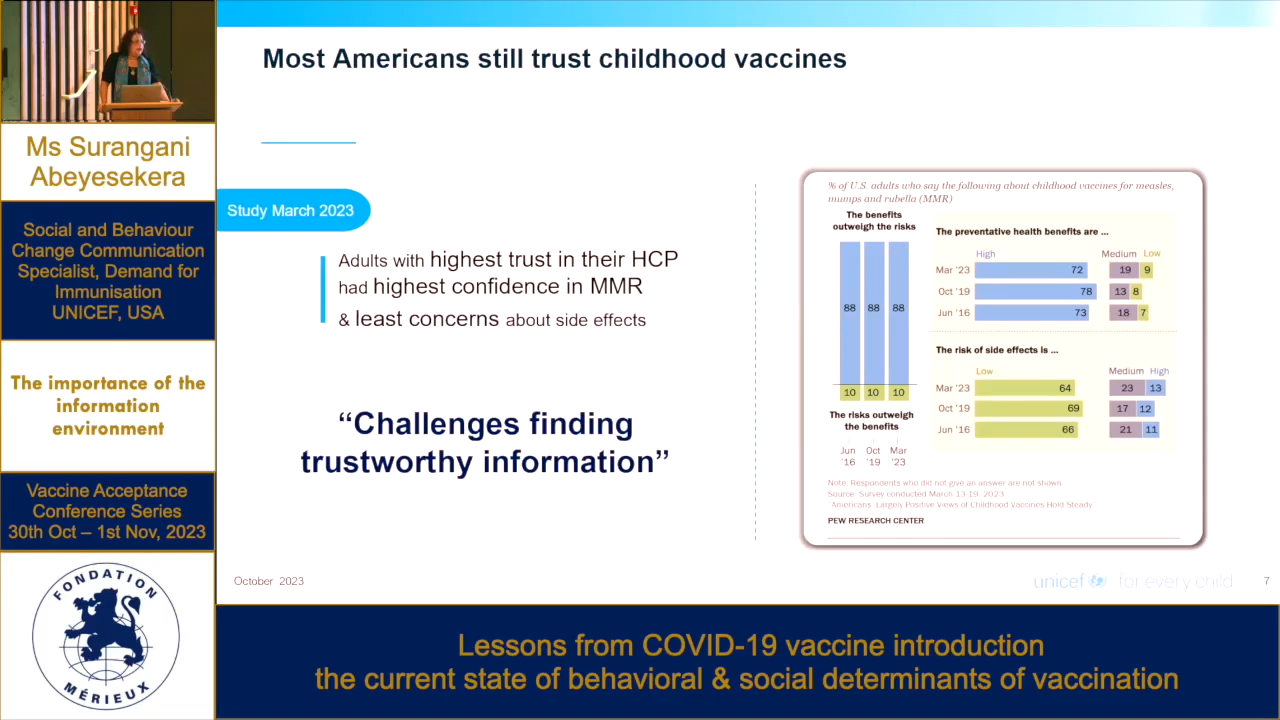 Ms Surangani
Abeyesekera
Social and Behaviour
Change Communication
Specialist, Demand for
Immunisation
UNICEF, USA
The importance of the
information
environment
Vaccine Acceptance
Conference Series
30th Oct – 1st Nov, 2023
FONDATION
MÉRIEUX
Most Americans still trust childhood vaccines
Study March 2023
Adults with highest trust in their HCP
had highest confidence in MMR
& least concerns about side effects
“Challenges finding
trustworthy information”
% of U.S. adults who say the following about childhood vaccines for measles,
mumps and rubella (MMR)
The benefits
outweigh the risks
88 88 88
10 10 10
The risks outweigh
the benefits
Jun Oct Mar
'16 '19 '23
The preventative health benefits are ...
High Medium Low
Mar '23 72 19 9
Oct '19 78 13 8
Jun '16 73 18 7
The risk of side effects is ...
Low Medium High
Mar '23 64 23 13
Oct '19 69 17 12
Jun '16 66 21 11
Note: Respondents who did not give an answer are not shown.
Source: Survey conducted March 13-19, 2023
"Americans' Largely Positive Views of Childhood Vaccines Hold Steady
PEW RESEARCH CENTER
October 2023
unicef for every child
7
Lessons from COVID-19 vaccine introduction
the current state of behavioral & social determinants of vaccination